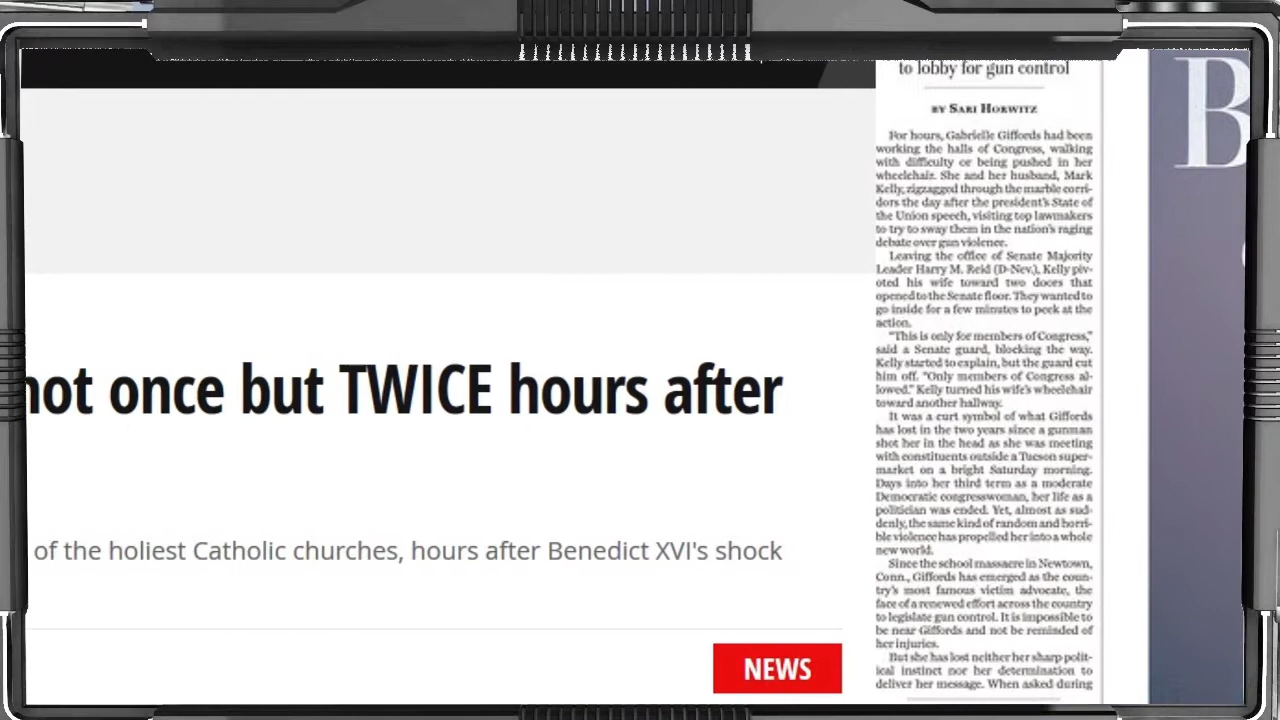 not once but TWICE hours after
of the holiest Catholic churches, hours after Benedict XVI's shock
NEWS
to lobby for gun control
BY SARI HORWITZ
For hours, Gabrielle Giffords had been
working the halls of Congress, walking
with difficulty or being pushed in her
wheelchair. She and her husband, Mark
Kelly, zigzagged through the marble corri-
dors the day after the president's State of
the Union speech, visiting top lawmakers
to try to sway them in the nation's raging
debate over gun violence.
Leaving the office of Senate Majority
Leader Harry M. Reid (D-Nev.), Kelly piv-
oted his wife toward two doors that
opened to the Senate floor. They wanted to
go inside for a few minutes to peek at the
action.
"This is only for members of Congress,"
said a Senate guard, blocking the way.
Kelly started to explain, but the guard cut
him off. "Only members of Congress al-
lowed." Kelly turned his wife's wheelchair
toward another hallway.
It was a curt symbol of what Giffords
has lost in the two years since a gunman
shot her in the head as she was meeting
with constituents outside a Tucson super-
market on a bright Saturday morning.
Days into her third term as a moderate
Democratic congresswoman, her life as a
politician was ended. Yet, almost as sud-
denly, the same kind of random and horri-
ble violence has propelled her into a whole
new world.
Since the school massacre in Newtown,
Conn., Giffords has emerged as the coun-
try's most famous victim advocate, the
face of a renewed effort across the country
to legislate gun control. It is impossible to
be near Giffords and not be reminded of
her injuries.
But she has lost neither her sharp polit-
ical instinct nor her determination to
deliver her message. When asked during
B